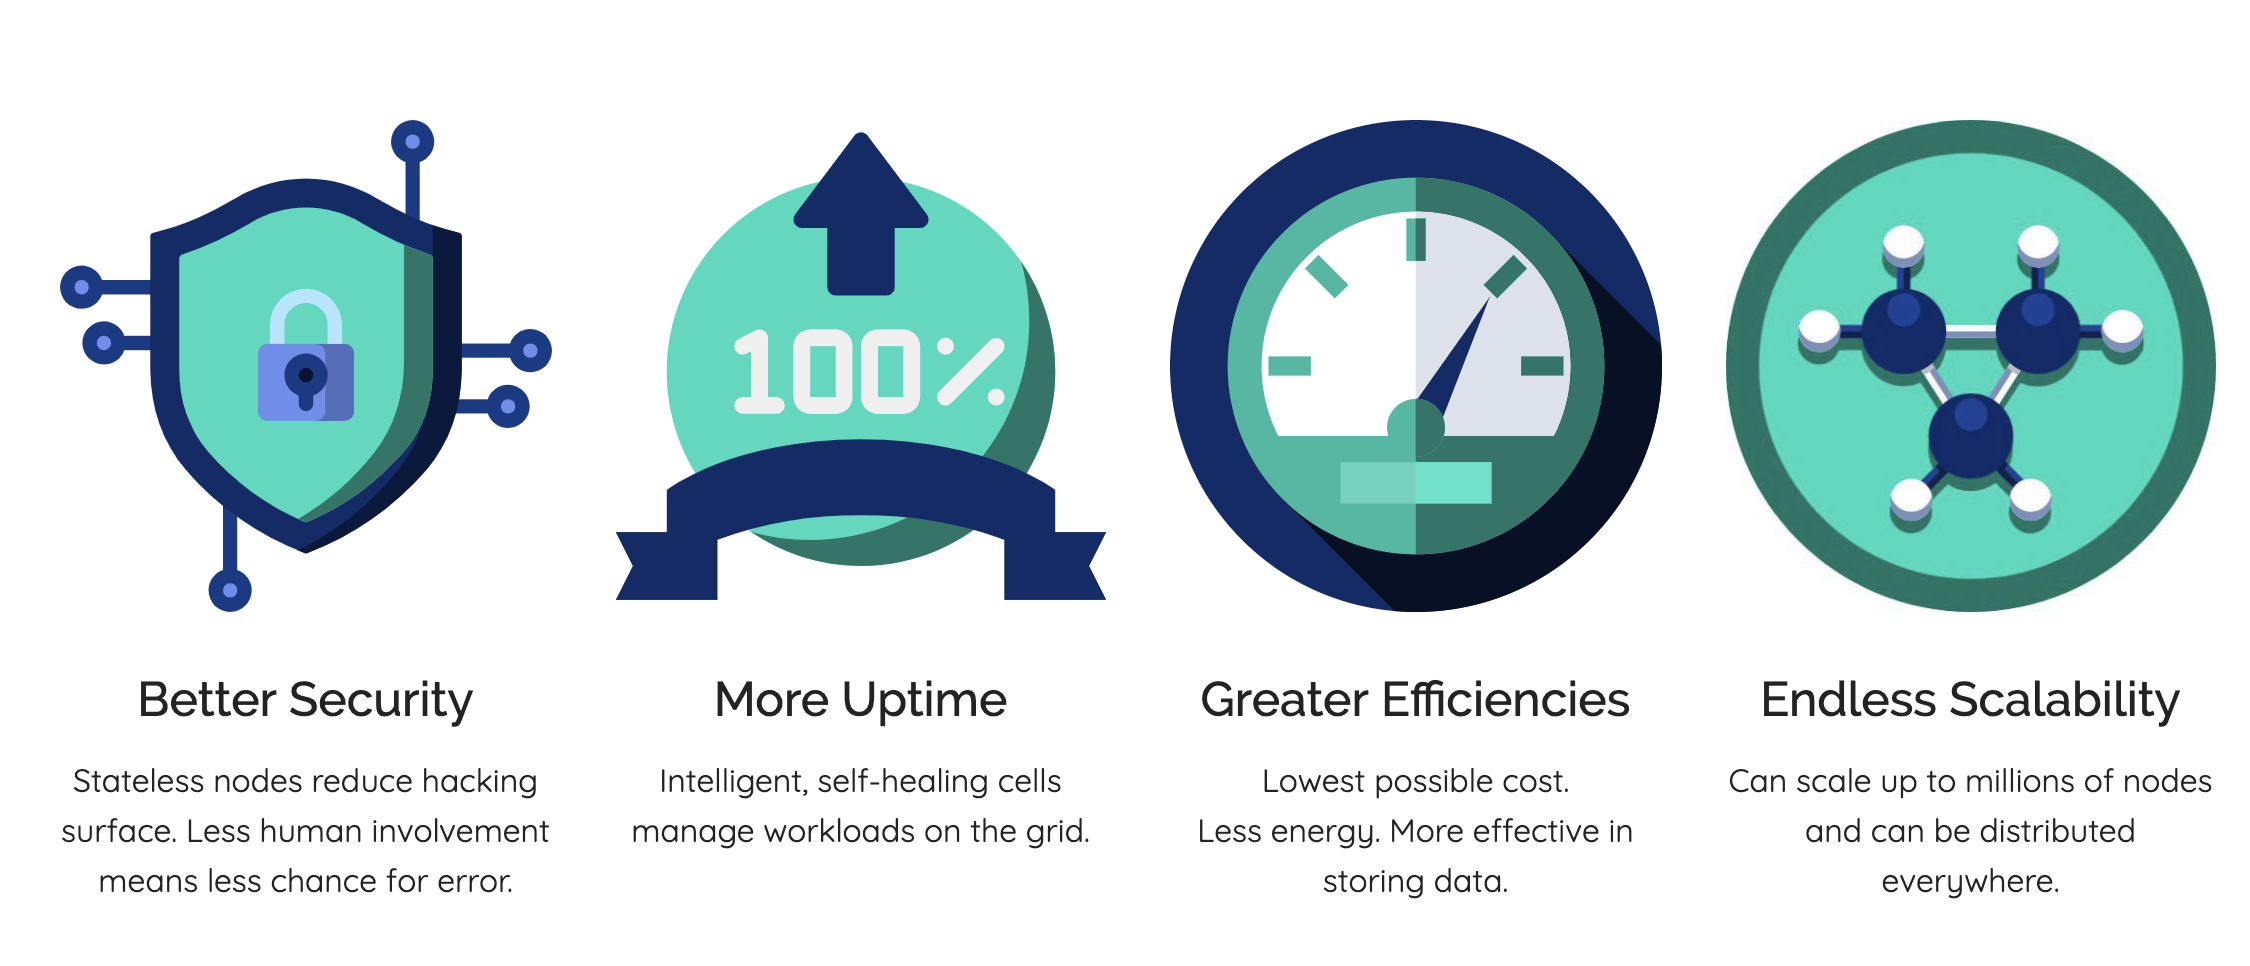 100%
Better Security
Stateless nodes reduce hacking
surface. Less human involvement
means less chance for error.
More Uptime
Intelligent, self-healing cells
manage workloads on the grid.
Greater Efficiencies
Lowest possible cost.
Less energy. More effective in
storing data.
Endless Scalability
Can scale up to millions of nodes
and can be distributed
everywhere.